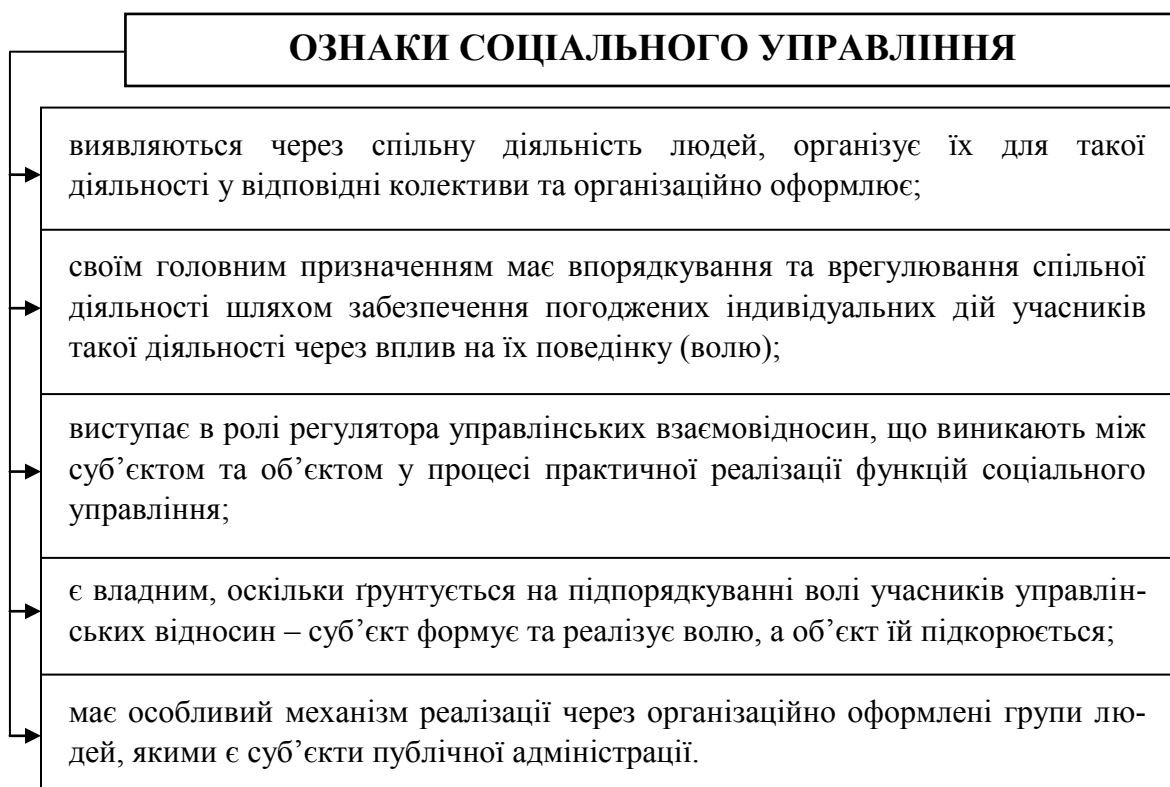 ОЗНАКИ СОЦІАЛЬНОГО УПРАВЛІННЯ
виявляються через спільну діяльність людей, організує їх для такої
діяльності у відповідні колективи та організаційно оформлює;
своїм головним призначенням має впорядкування та врегулювання спільної
діяльності шляхом забезпечення погоджених індивідуальних дій учасників
такої діяльності через вплив на їх поведінку (волю);
виступає в ролі регулятора управлінських взаємовідносин, що виникають між
суб’єктом та об’єктом у процесі практичної реалізації функцій соціального
управління;
є владним, оскільки ґрунтується на підпорядкуванні волі учасників управлін-
ських відносин – суб’єкт формує та реалізує волю, а об’єкт їй підкорюється;
має особливий механізм реалізації через організаційно оформлені групи лю-
дей, якими є суб’єкти публічної адміністрації.